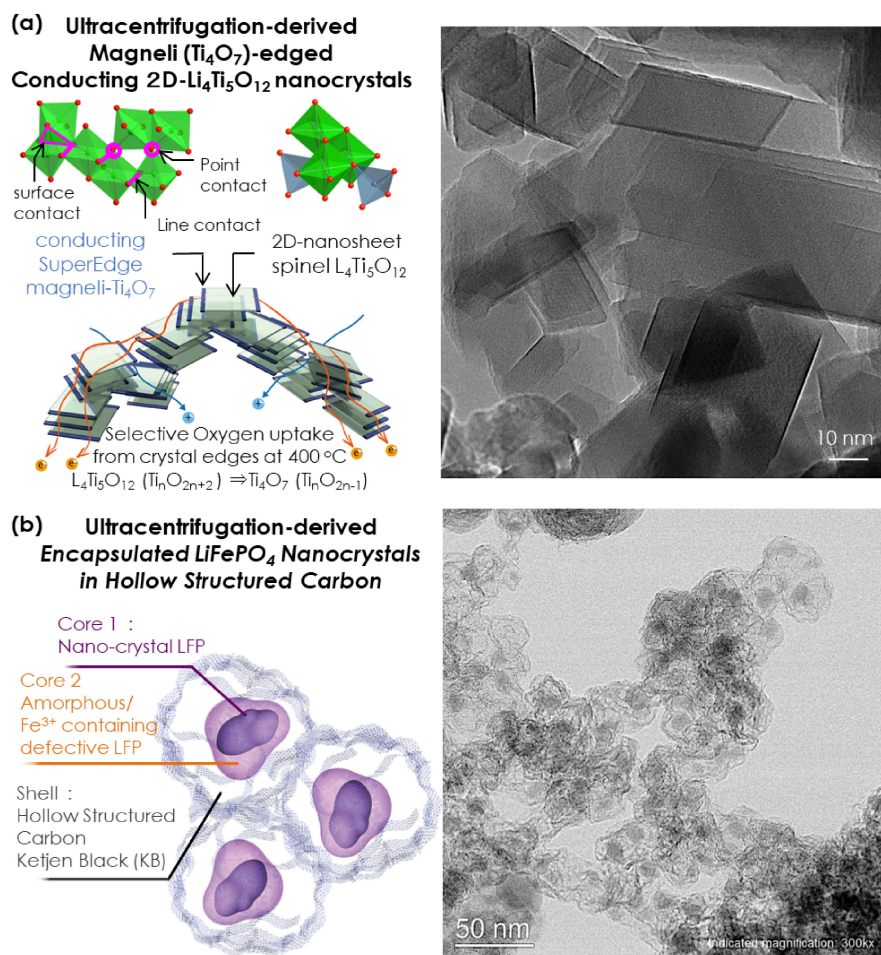 (a) Ultracentrifugation-derived
Magneli (Ti₄O₇)-edged
Conducting 2D-Li₄Ti₅O₁₂ nanocrystals
surface
contact
Point
contact
Line contact
conducting
SuperEdge
magneli-Ti₄O₇
2D-nanosheet
spinel L₄Ti₅O₁₂
+
+
Selective Oxygen uptake
from crystal edges at 400 °C
L₄Ti₅O₁₂ (TiₙO₂ₙ₊₂) ⇒Ti₄O₇ (TiₙO₂ₙ₋₁)
e-
e-
e-
e-
10 nm
(b) Ultracentrifugation-derived
Encapsulated LiFePO₄ Nanocrystals
in Hollow Structured Carbon
Core 1 :
Nano-crystal LFP
Core 2
Amorphous/
Fe³⁺ containing
defective LFP
Shell :
Hollow Structured
Carbon
Ketjen Black (KB)
50 nm
Indicated magnification: 300kx